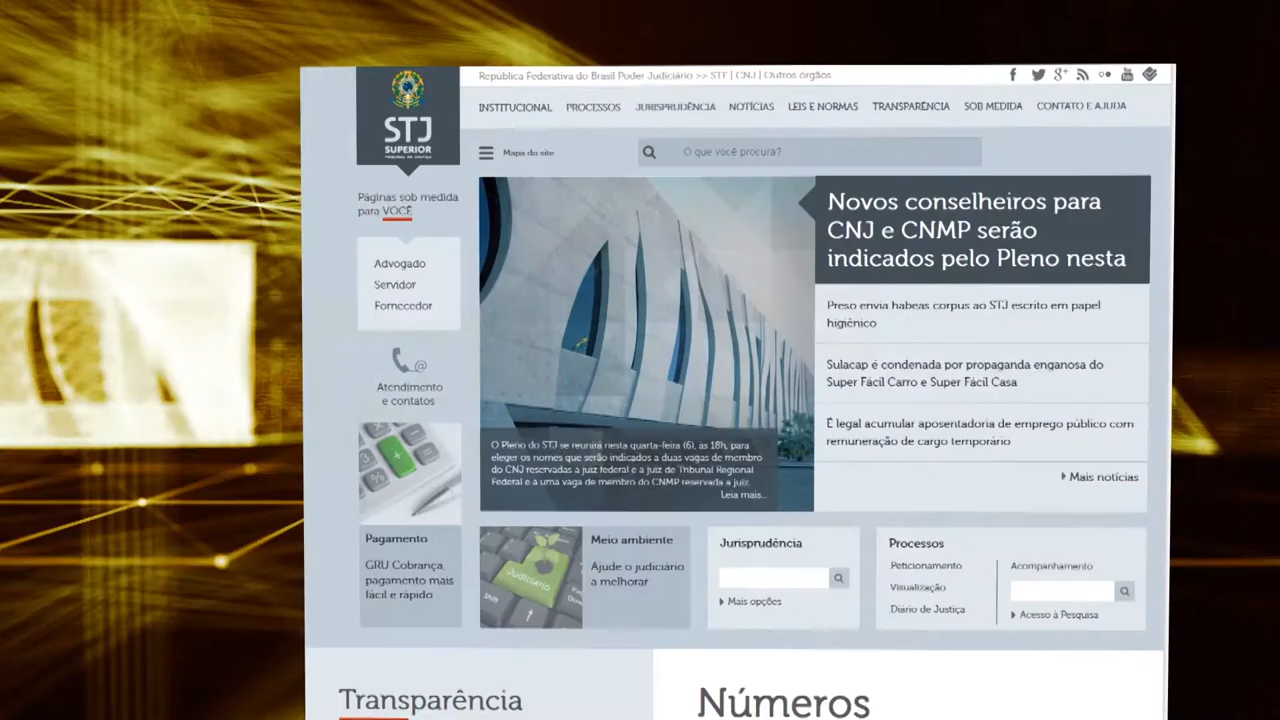 República Federativa do Brasil Poder Judiciário >> STF | CNJ | Outros órgãos
STJ
SUPERIOR
TRIBUNAL DA JUSTIÇA
INSTITUCIONAL PROCESSOS JURISPRUDÊNCIA NOTÍCIAS LEIS E NORMAS TRANSPARÊNCIA SOB MEDIDA CONTATO E AJUDA
Mapa do site
O que você procura?
Páginas sob medida
para VOCÊ
Advogado
Servidor
Fornecedor
Atendimento
e contatos
Novos conselheiros para
CNJ e CNMP serão
indicados pelo Pleno nesta
Preso envia habeas corpus ao STJ escrito em papel
higiênico
Sulacap é condenada por propaganda enganosa do
Super Fácil Carro e Super Fácil Casa
É legal acumular aposentadoria de emprego público com
remuneração de cargo temporário
Mais notícias
O Pleno do STJ se reunirá nesta quarta-feira (6), às 18h, para
eleger os nomes que serão indicados a duas vagas de membro
do CNJ reservadas a juiz federal e a juiz de Tribunal Regional
Federal e a uma vaga de membro do CNMP reservada a juiz
Leia mais...
Pagamento
GRU Cobrança,
pagamento mais
fácil e rápido
Judiciário
Shift
Meio ambiente
Ajude o judiciário
a melhorar
Jurisprudência
Mais opções
Processos
Peticionamento
Visualização
Diário de Justiça
Acompanhamento
Acesso à Pesquisa
Transparência
Números